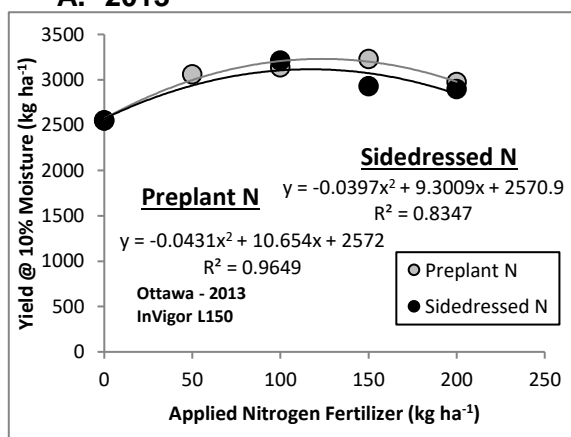 A. 2013
3500
3000
2500
2000
1500
1000
500
0
Yield @ 10% Moisture (kg ha⁻¹)
Sidedressed N
y = -0.0397x² + 9.3009x + 2570.9
R² = 0.8347
Preplant N
y = -0.0431x² + 10.654x + 2572
R² = 0.9649
Ottawa - 2013
InVigor L150
Preplant N
Sidedressed N
0 50 100 150 200 250
Applied Nitrogen Fertilizer (kg ha⁻¹)